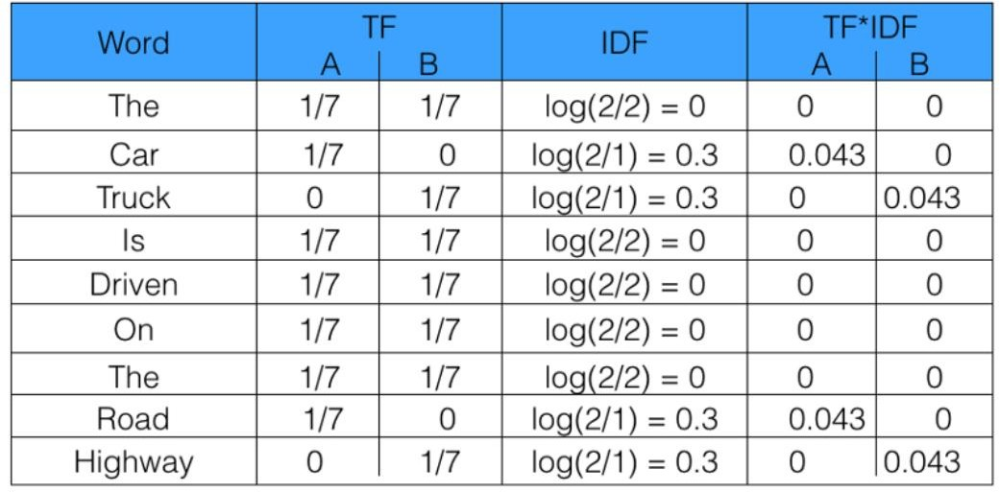 Word TF IDF TF*IDF
A B A B
The 1/7 1/7 log(2/2) = 0 0 0
Car 1/7 0 log(2/1) = 0.3 0.043 0
Truck 0 1/7 log(2/1) = 0.3 0 0.043
Is 1/7 1/7 log(2/2) = 0 0 0
Driven 1/7 1/7 log(2/2) = 0 0 0
On 1/7 1/7 log(2/2) = 0 0 0
The 1/7 1/7 log(2/2) = 0 0 0
Road 1/7 0 log(2/1) = 0.3 0.043 0
Highway 0 1/7 log(2/1) = 0.3 0 0.043